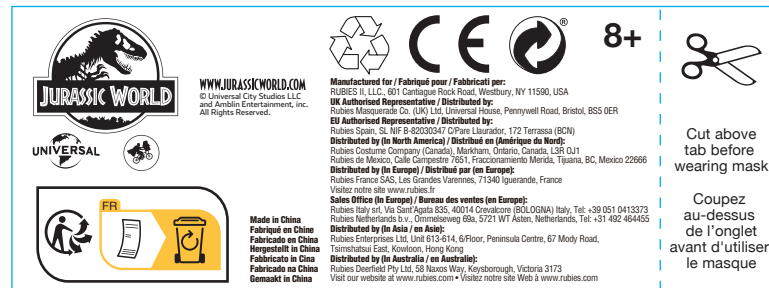 JURASSIC WORLD
UNIVERSAL
WWW.JURASSICWORLD.COM
© Universal City Studios LLC
and Amblin Entertainment, inc.
All Rights Reserved.
FR
Made in China
Fabriqué en Chine
Fabricado en China
Hergestellt in China
Fabbricato in Cina
Fabricado na China
Gemaakt in China
CE
®
8+
Manufactured for / Fabriqué pour / Fabbricati per:
RUBIES II, LLC., 601 Cantiague Rock Road, Westbury, NY 11590, USA
UK Authorised Representative / Distributed by:
Rubies Masquerade Co. (UK) Ltd, Universal House, Pennywell Road, Bristol, BS5 0ER
EU Authorised Representative / Distributed by:
Rubies Spain, SL NIF B-82030347 C/Pare Llaurador, 172 Terrassa (BCN)
Distributed by (In North America) / Distribué en (Amérique du Nord):
Rubies Costume Company (Canada), Markham, Ontario, Canada, L3R OJ1
Rubies de Mexico, Calle Campestre 7651, Fraccionamiento Merida, Tijuana, BC, Mexico 22666
Distributed by (In Europe) / Distribué par (en Europe):
Rubies France SAS, Les Grandes Varennes, 71340 Iguerande, France
Visitez notre site www.rubies.fr
Sales Office (In Europe) / Bureau des ventes (en Europe):
Rubies Italy srl, Via Sant'Agata 835, 40014 Crevalcore (BOLOGNA) Italy, Tel: +39 051 0413373
Rubies Netherlands b.v., Ommelseweg 69a, 5721 WT Asten, Netherlands, Tel: +31 492 464455
Distributed by (In Asia / en Asie):
Rubies Enterprises Ltd, Unit 613-614, 6/Floor, Peninsula Centre, 67 Mody Road,
Tsimshatsui East, Kowloon, Hong Kong
Distributed by (In Australia / en Australie):
Rubies Deerfield Pty Ltd, 58 Naxos Way, Keysborough, Victoria 3173
Visit our website at www.rubies.com • Visitez notre site Web à www.rubies.com
Cut above
tab before
wearing mask
Coupez
au-dessus
de l'onglet
avant d'utiliser
le masque